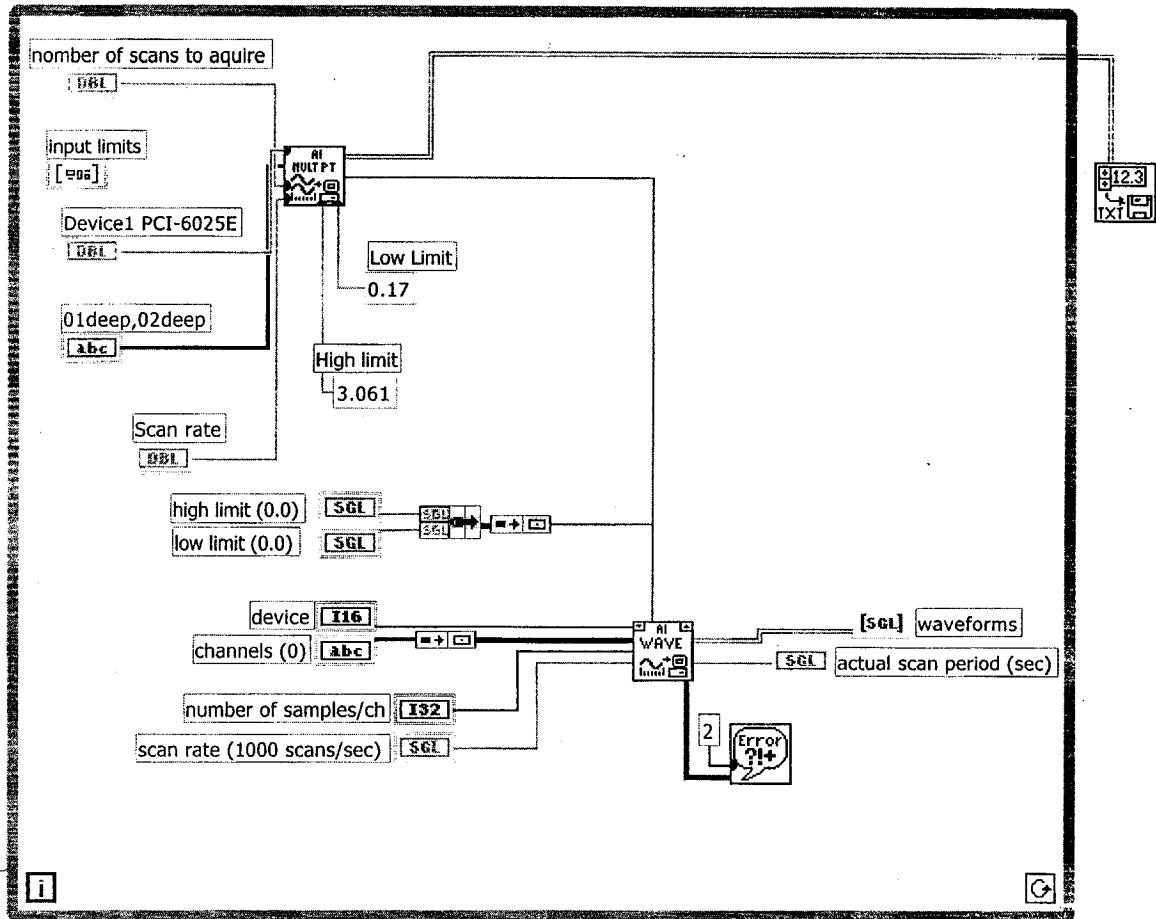 nomber of scans to aquire
DBL
input limits
AI
MULT PT
Device1 PCI-6025E
DBL
12.3
TXT
Low Limit
0.17
01deep,02deep
abc
High limit
3.061
Scan rate
DBL
high limit (0.0)
SGL
SGL
low limit (0.0)
SGL
SGL
device
I16
AI
WAVE
[SGL]
waveforms
channels (0)
abc
SGL
actual scan period (sec)
number of samples/ch
I32
2
Error
?!+
scan rate (1000 scans/sec)
SGL
i